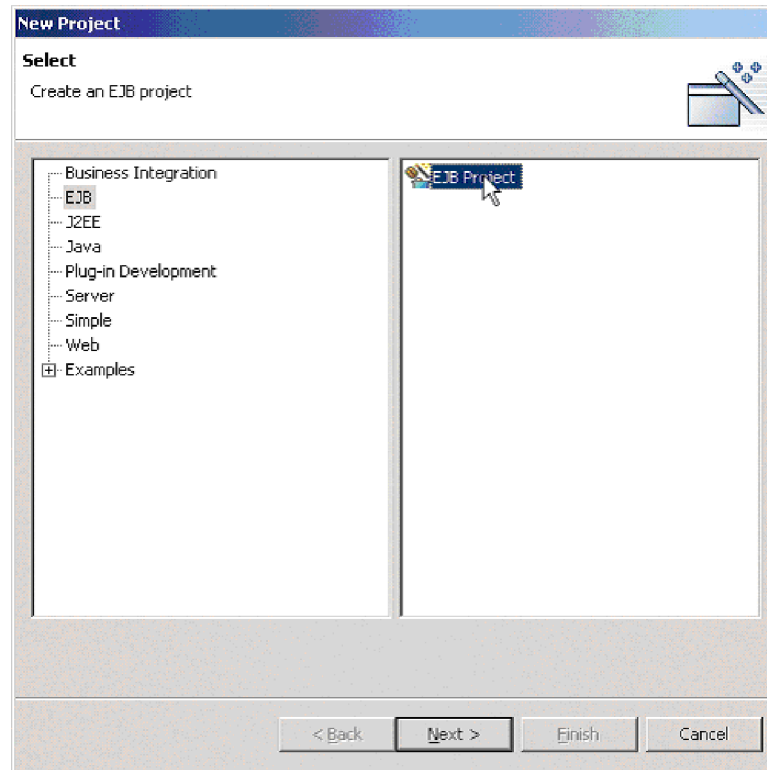 New Project
Select
Create an EJB project
Business Integration
EJB
J2EE
Java
Plug-in Development
Server
Simple
Web
Examples
EJB Project
< Back
Next >
Finish
Cancel